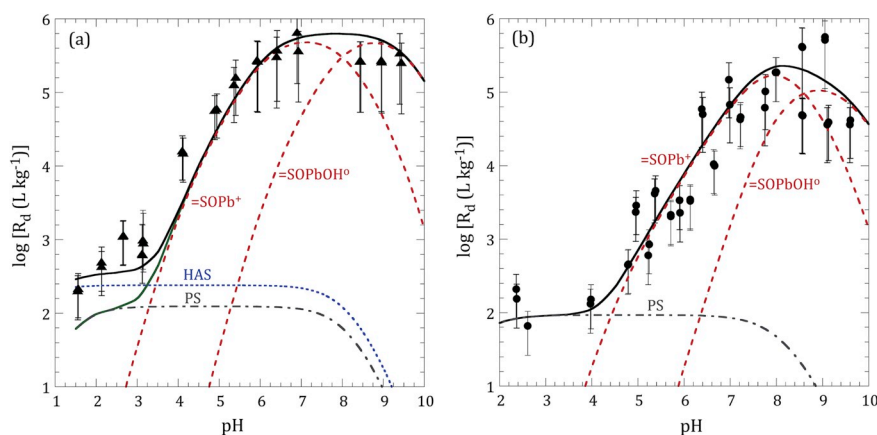 (a)
log [Rd (L kg-1)]
6
5
4
3
2
1
=SOPb+
=SOPbOHo
HAS
PS
1 2 3 4 5 6 7 8 9 10
pH
(b)
log [Rd (L kg-1)]
6
5
4
3
2
1
=SOPb+
=SOPbOHo
PS
2 3 4 5 6 7 8 9 10
pH